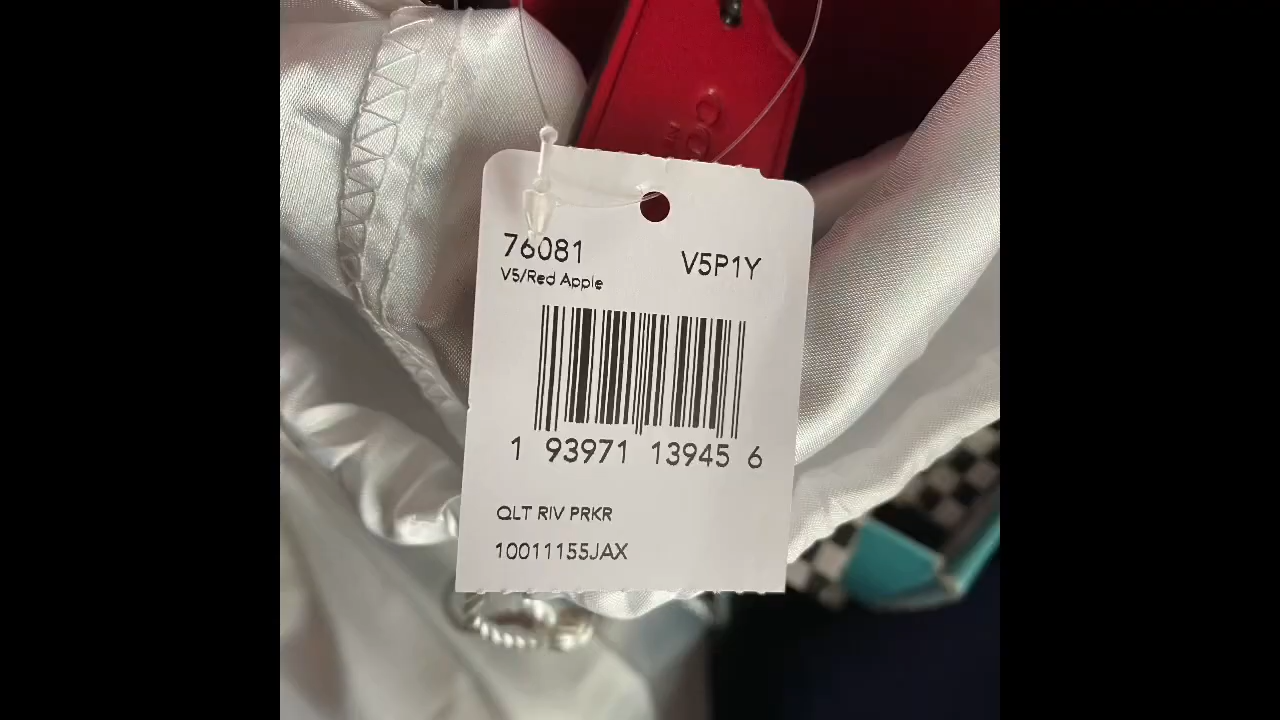 76081
V5P1Y
V5/Red Apple
1 93971 13945 6
QLT RIV PRKR
10011155JAX